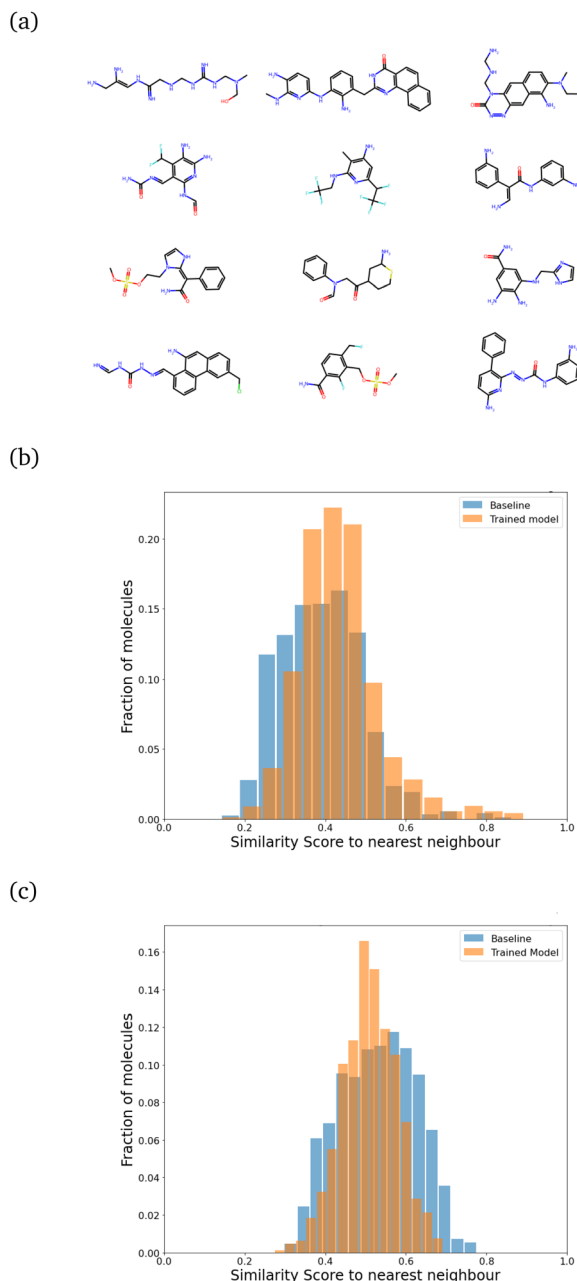 (a)
(b)
Baseline
Trained model
Fraction of molecules
0.20
0.15
0.10
0.05
0.00
0.0 0.2 0.4 0.6 0.8 1.0
Similarity Score to nearest neighbour
(c)
Baseline
Trained Model
Fraction of molecules
0.16
0.14
0.12
0.10
0.08
0.06
0.04
0.02
0.00
0.0 0.2 0.4 0.6 0.8 1.0
Similarity Score to nearest neighbour